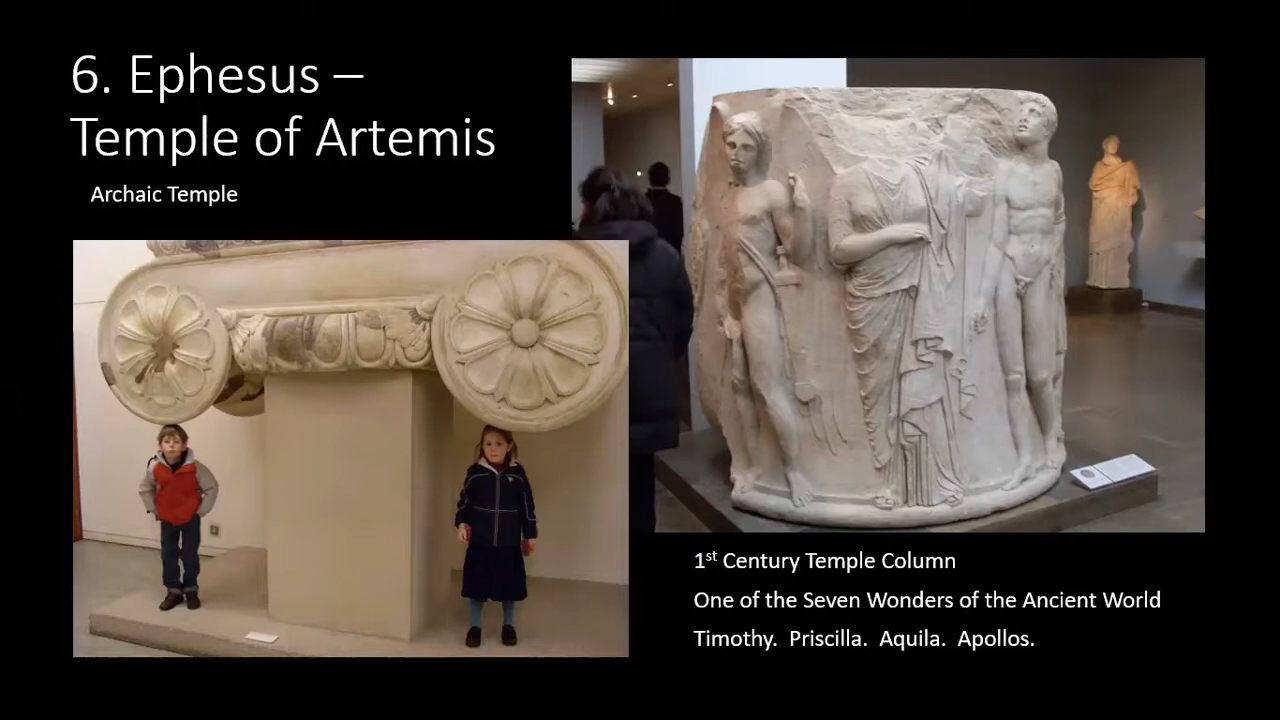 6. Ephesus –
Temple of Artemis
Archaic Temple
1st Century Temple Column
One of the Seven Wonders of the Ancient World
Timothy.  Priscilla.  Aquila.  Apollos.